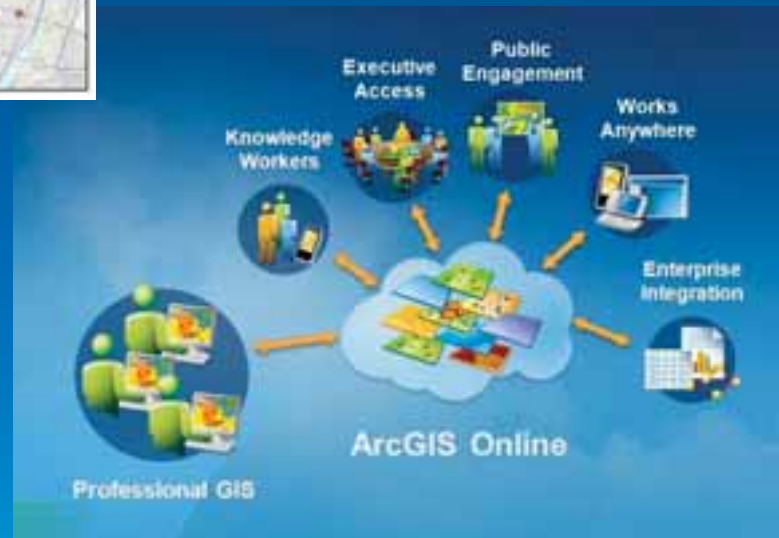 Public
Engagement
Executive
Access
Works
Anywhere
Knowledge
Workers
Enterprise
Integration
ArcGIS Online
Professional GIS